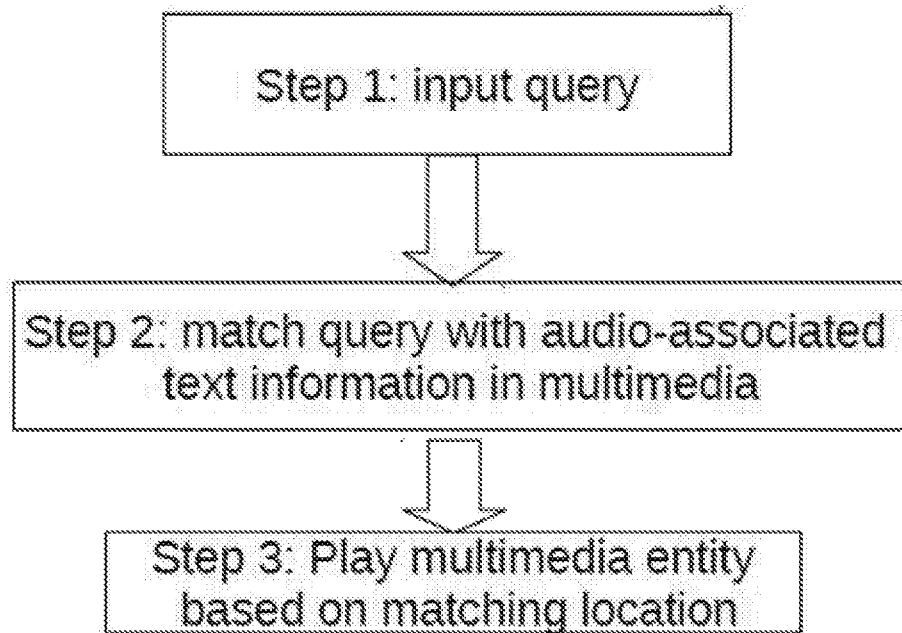 Step 1: input query
Step 2: match query with audio-associated
text information in multimedia
Step 3: Play multimedia entity
based on matching location